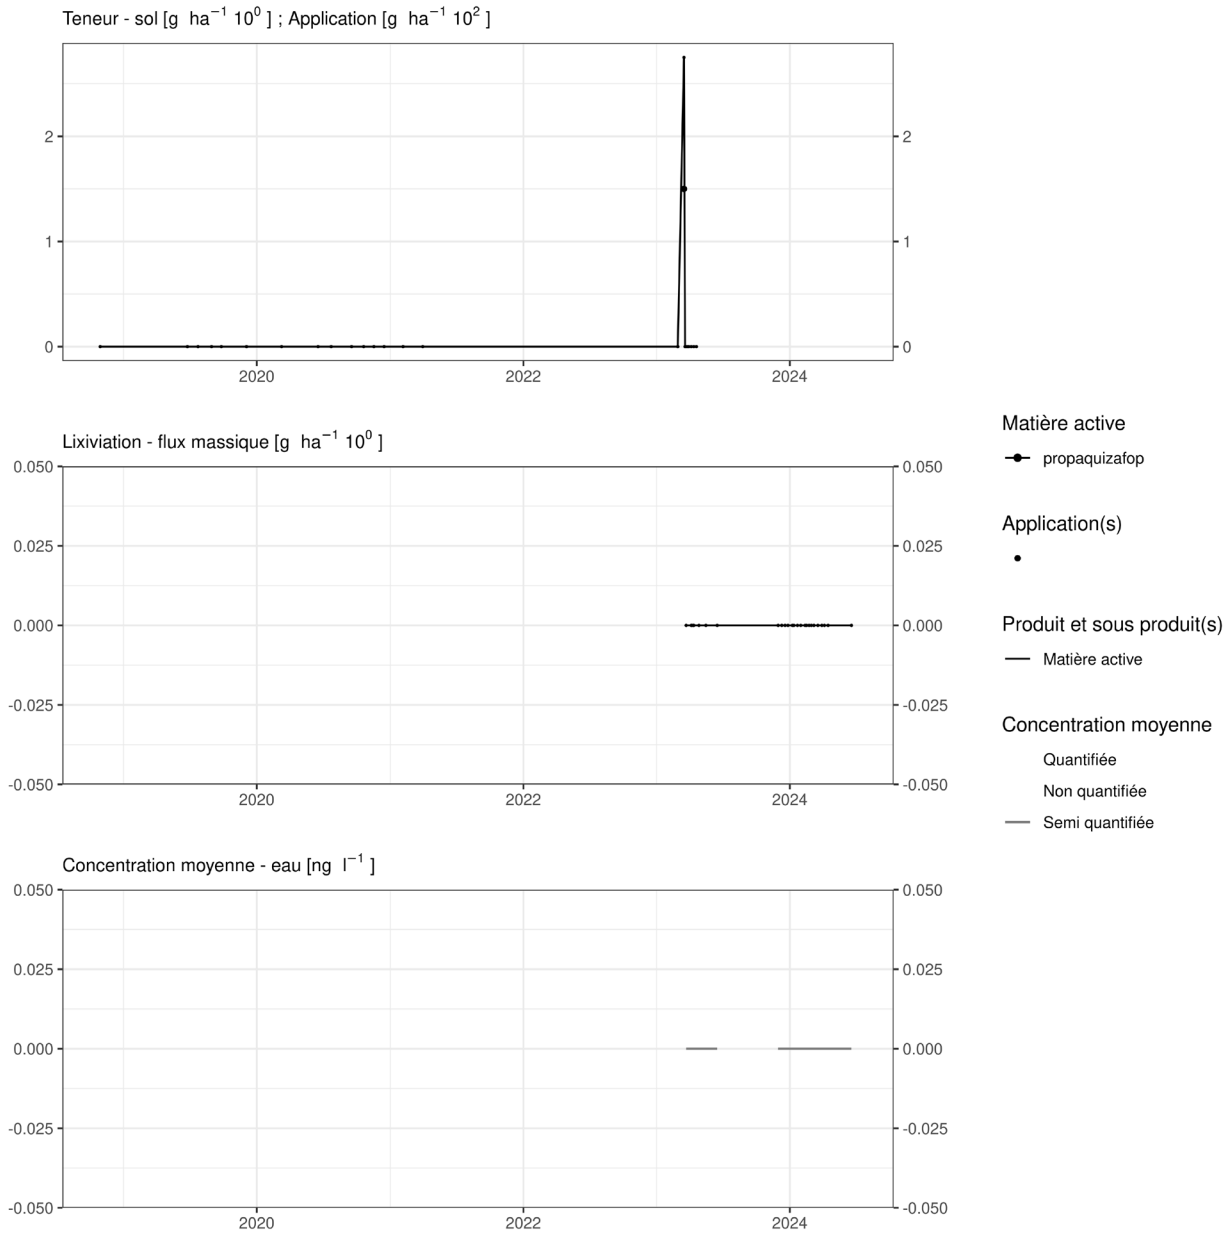 Teneur - sol [g ha⁻¹ 10⁰ ] ; Application [g ha⁻¹ 10² ]
2 2
1 1
0 0
2020 2022 2024
Lixiviation - flux massique [g ha⁻¹ 10⁰ ]
0.050 0.050
0.025 0.025
0.000 0.000
-0.025 -0.025
-0.050 -0.050
2020 2022 2024
Concentration moyenne - eau [ng l⁻¹ ]
0.050 0.050
0.025 0.025
0.000 0.000
-0.025 -0.025
-0.050 -0.050
2020 2022 2024
Matière active
propaquizafop
Application(s)
Produit et sous produit(s)
Matière active
Concentration moyenne
Quantifiée
Non quantifiée
Semi quantifiée